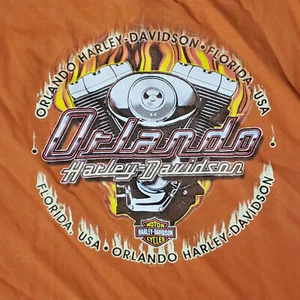 ORLANDO HARLEY-DAVIDSON • FLORIDA, USA •
Orlando
Harley-Davidson
MOTOR
HARLEY-DAVIDSON
CYCLES
• FLORIDA, USA • ORLANDO HARLEY-DAVIDSON